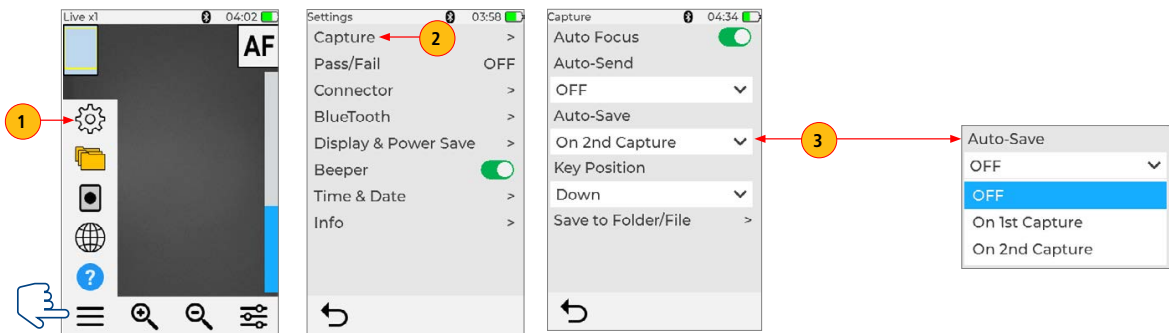 Live x1 04:02
AF
1
?
Settings 03:58
Capture >
2
Pass/Fail OFF
Connector >
BlueTooth >
Display & Power Save >
Beeper
Time & Date >
Info >
Capture 04:34
Auto Focus
Auto-Send
OFF
Auto-Save
On 2nd Capture
Key Position
Down
Save to Folder/File >
3
Auto-Save
OFF
OFF
On 1st Capture
On 2nd Capture